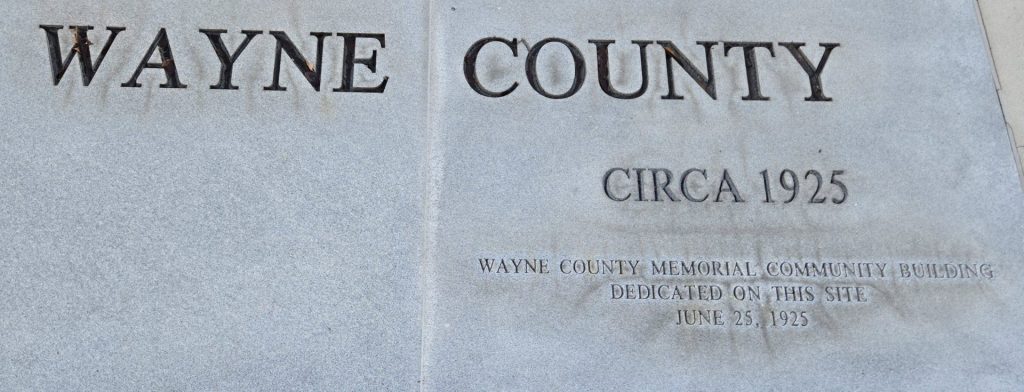 WAYNE COUNTY
CIRCA 1925
WAYNE COUNTY MEMORIAL COMMUNITY BUILDING
DEDICATED ON THIS SITE
JUNE 25, 1925